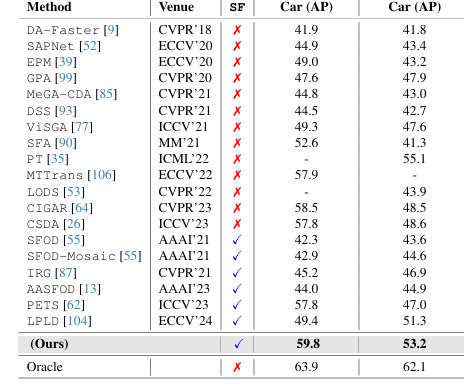 Method Venue SF Car (AP) Car (AP)
DA-Faster [9] CVPR'18 ✗ 41.9 41.8
SAPNet [52] ECCV'20 ✗ 44.9 43.4
EPM [39] ECCV'20 ✗ 49.0 43.2
GPA [99] CVPR'20 ✗ 47.6 47.9
MeGA-CDA [85] CVPR'21 ✗ 44.8 43.0
DSS [93] CVPR'21 ✗ 44.5 42.7
ViSGA [77] ICCV'21 ✗ 49.3 47.6
SFA [90] MM'21 ✗ 52.6 41.3
PT [35] ICML'22 ✗ - 55.1
MTTrans [106] ECCV'22 ✗ 57.9 -
LODS [53] CVPR'22 ✗ - 43.9
CIGAR [64] CVPR'23 ✗ 58.5 48.5
CSDA [26] ICCV'23 ✗ 57.8 48.6
SFOD [55] AAAI'21 ✓ 42.3 43.6
SFOD-Mosaic [55] AAAI'21 ✓ 42.9 44.6
IRG [87] CVPR'21 ✓ 45.2 46.9
AASFOD [13] AAAI'23 ✓ 44.0 44.9
PETS [62] ICCV'23 ✓ 57.8 47.0
LPLD [104] ECCV'24 ✓ 49.4 51.3
(Ours) ✓ 59.8 53.2
Oracle ✗ 63.9 62.1